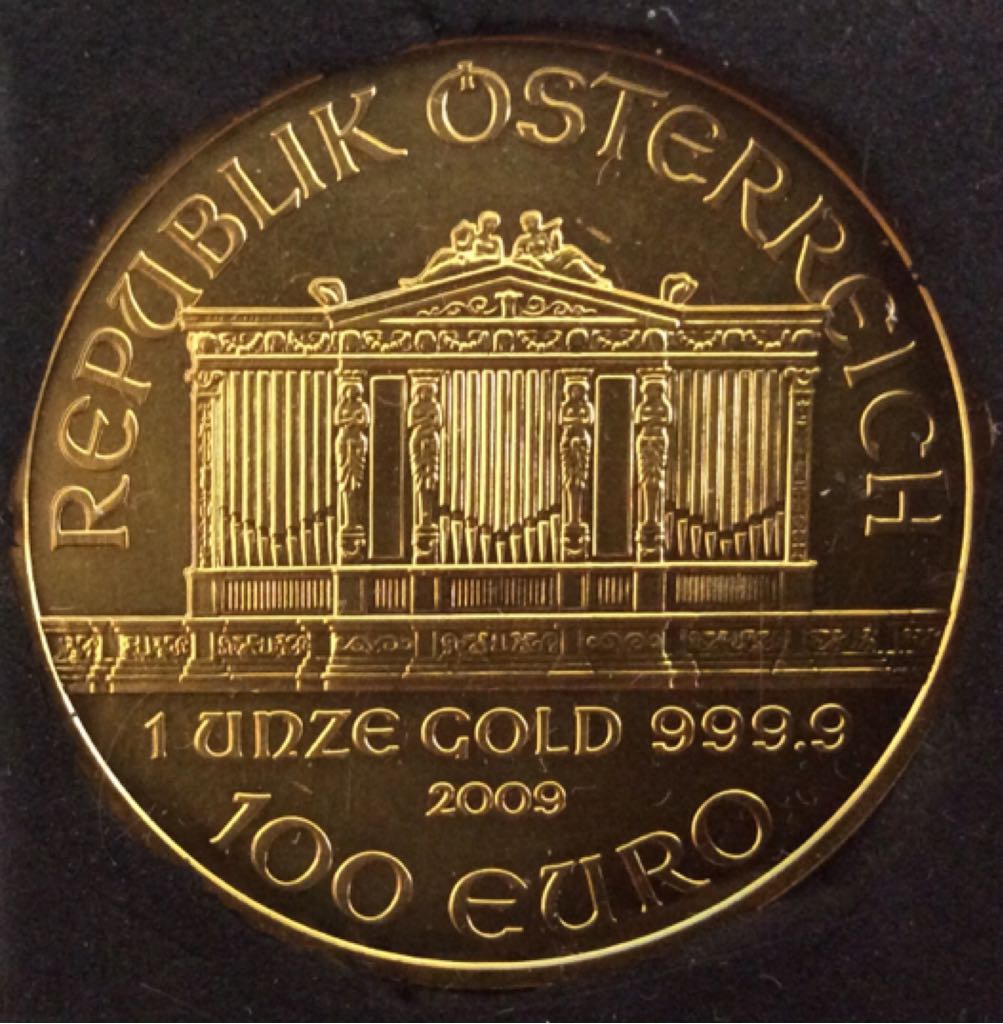 REPUBLIK ÖSTERREICH
1 UNZE GOLD 999.9
2009
100 EURO